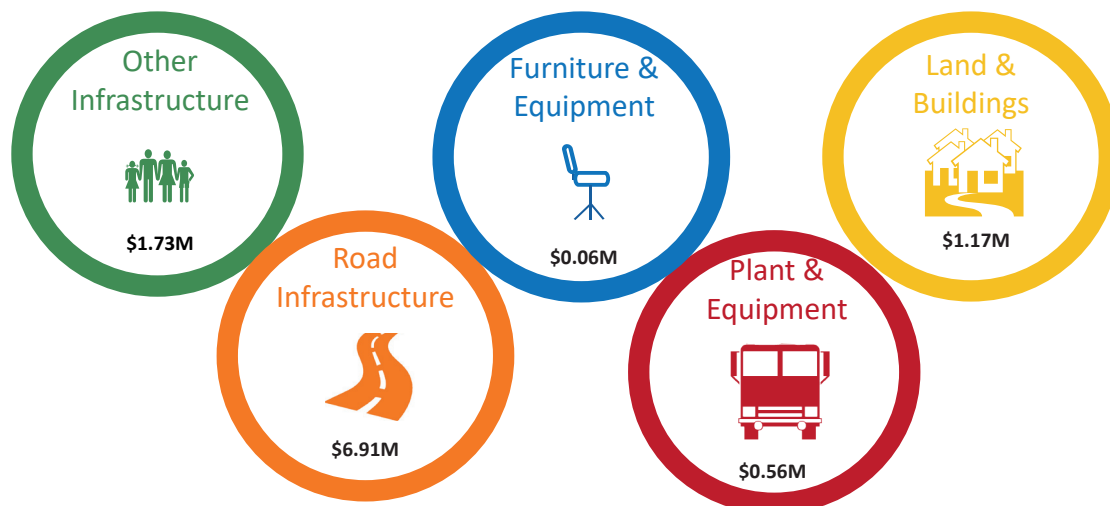 Other
Infrastructure
$1.73M
Road
Infrastructure
$6.91M
Furniture &
Equipment
$0.06M
Plant &
Equipment
$0.56M
Land &
Buildings
$1.17M